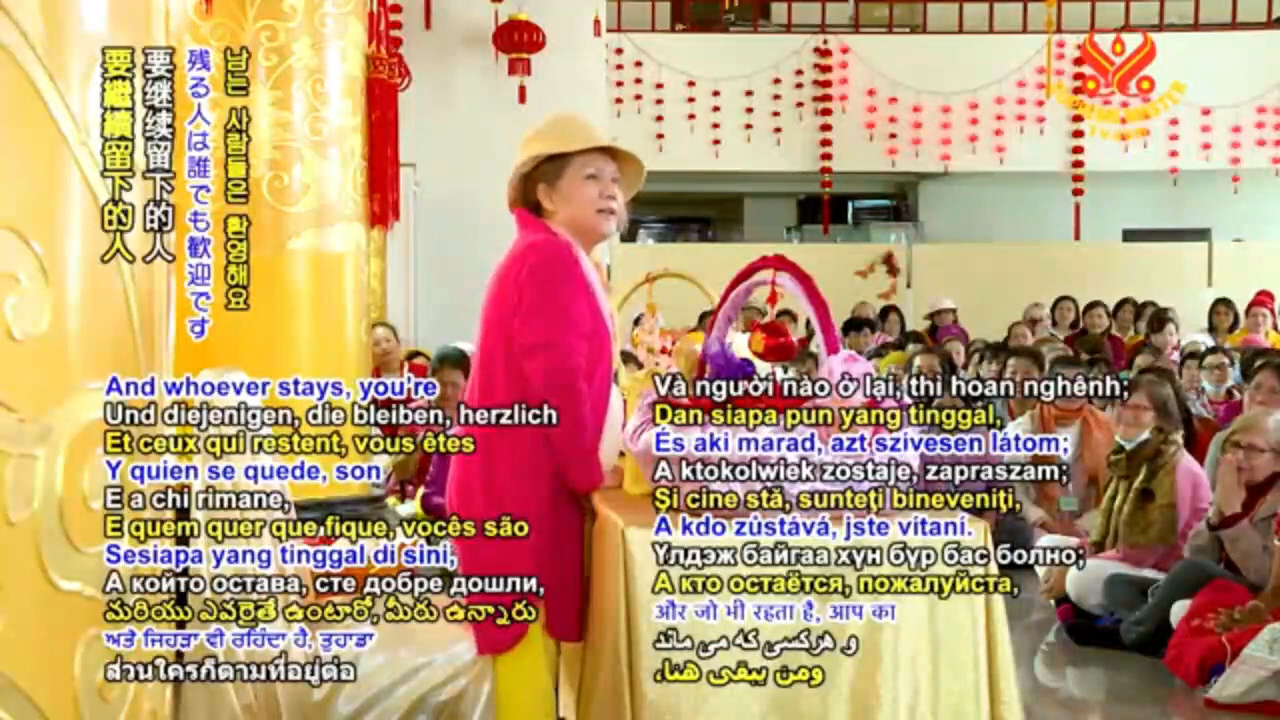 要繼續留下的人
要继续留下的人
残る人は誰でも歓迎です
남는 사람들은 환영해요
And whoever stays, you're
Und diejenigen, die bleiben, herzlich
Et ceux qui restent, vous êtes
Y quien se quede, son
E a chi rimane,
E quem quer que fique, vocês são
Sesiapa yang tinggal di sini,
А който остава, сте добре дошли,
మరియు ఎవరైతే ఉంటారో, మీరు ఉన్నారు
ਅਤੇ ਜਿਹੜਾ ਵੀ ਰਹਿੰਦਾ ਹੈ, ਤੁਹਾਡਾ
ส่วนใครก็ตามที่อยู่ต่อ
Và người nào ở lại, thì hoan nghênh;
Dan siapa pun yang tinggal,
És aki marad, azt szívesen látom;
A ktokolwiek zostaje, zapraszam;
Şi cine stă, sunteţi bineveniţi,
A kdo zůstává, jste vítaní.
Үлдэж байгаа хүн бүр бас болно;
А кто остаётся, пожалуйста,
और जो भी रहता है, आप का
و هرکسی که می ماند
ومن يبقى هنا،